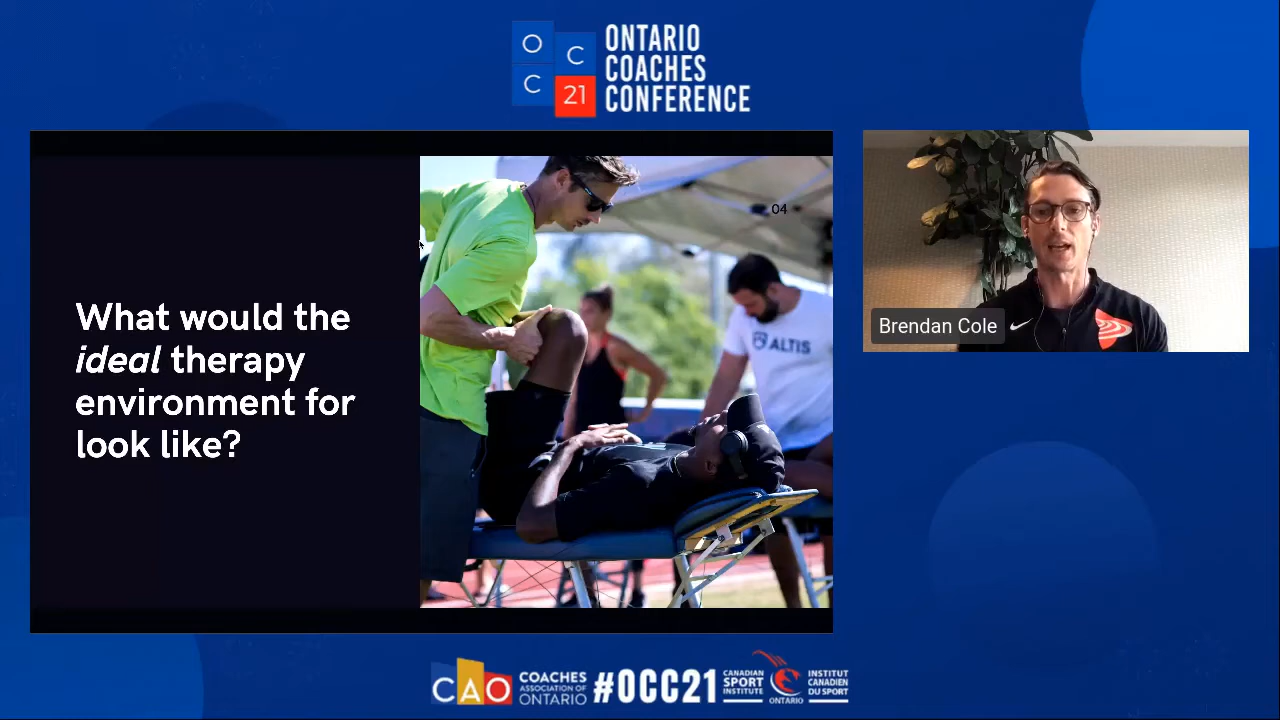 O
C
C
21
ONTARIO
COACHES
CONFERENCE
04
What would the
ideal therapy
environment for
look like?
ALTIS
Brendan Cole
CAO
COACHES
ASSOCIATION OF
ONTARIO
#OCC21
CANADIAN
SPORT
INSTITUTE
ONTARIO
INSTITUT
CANADIEN
DU SPORT